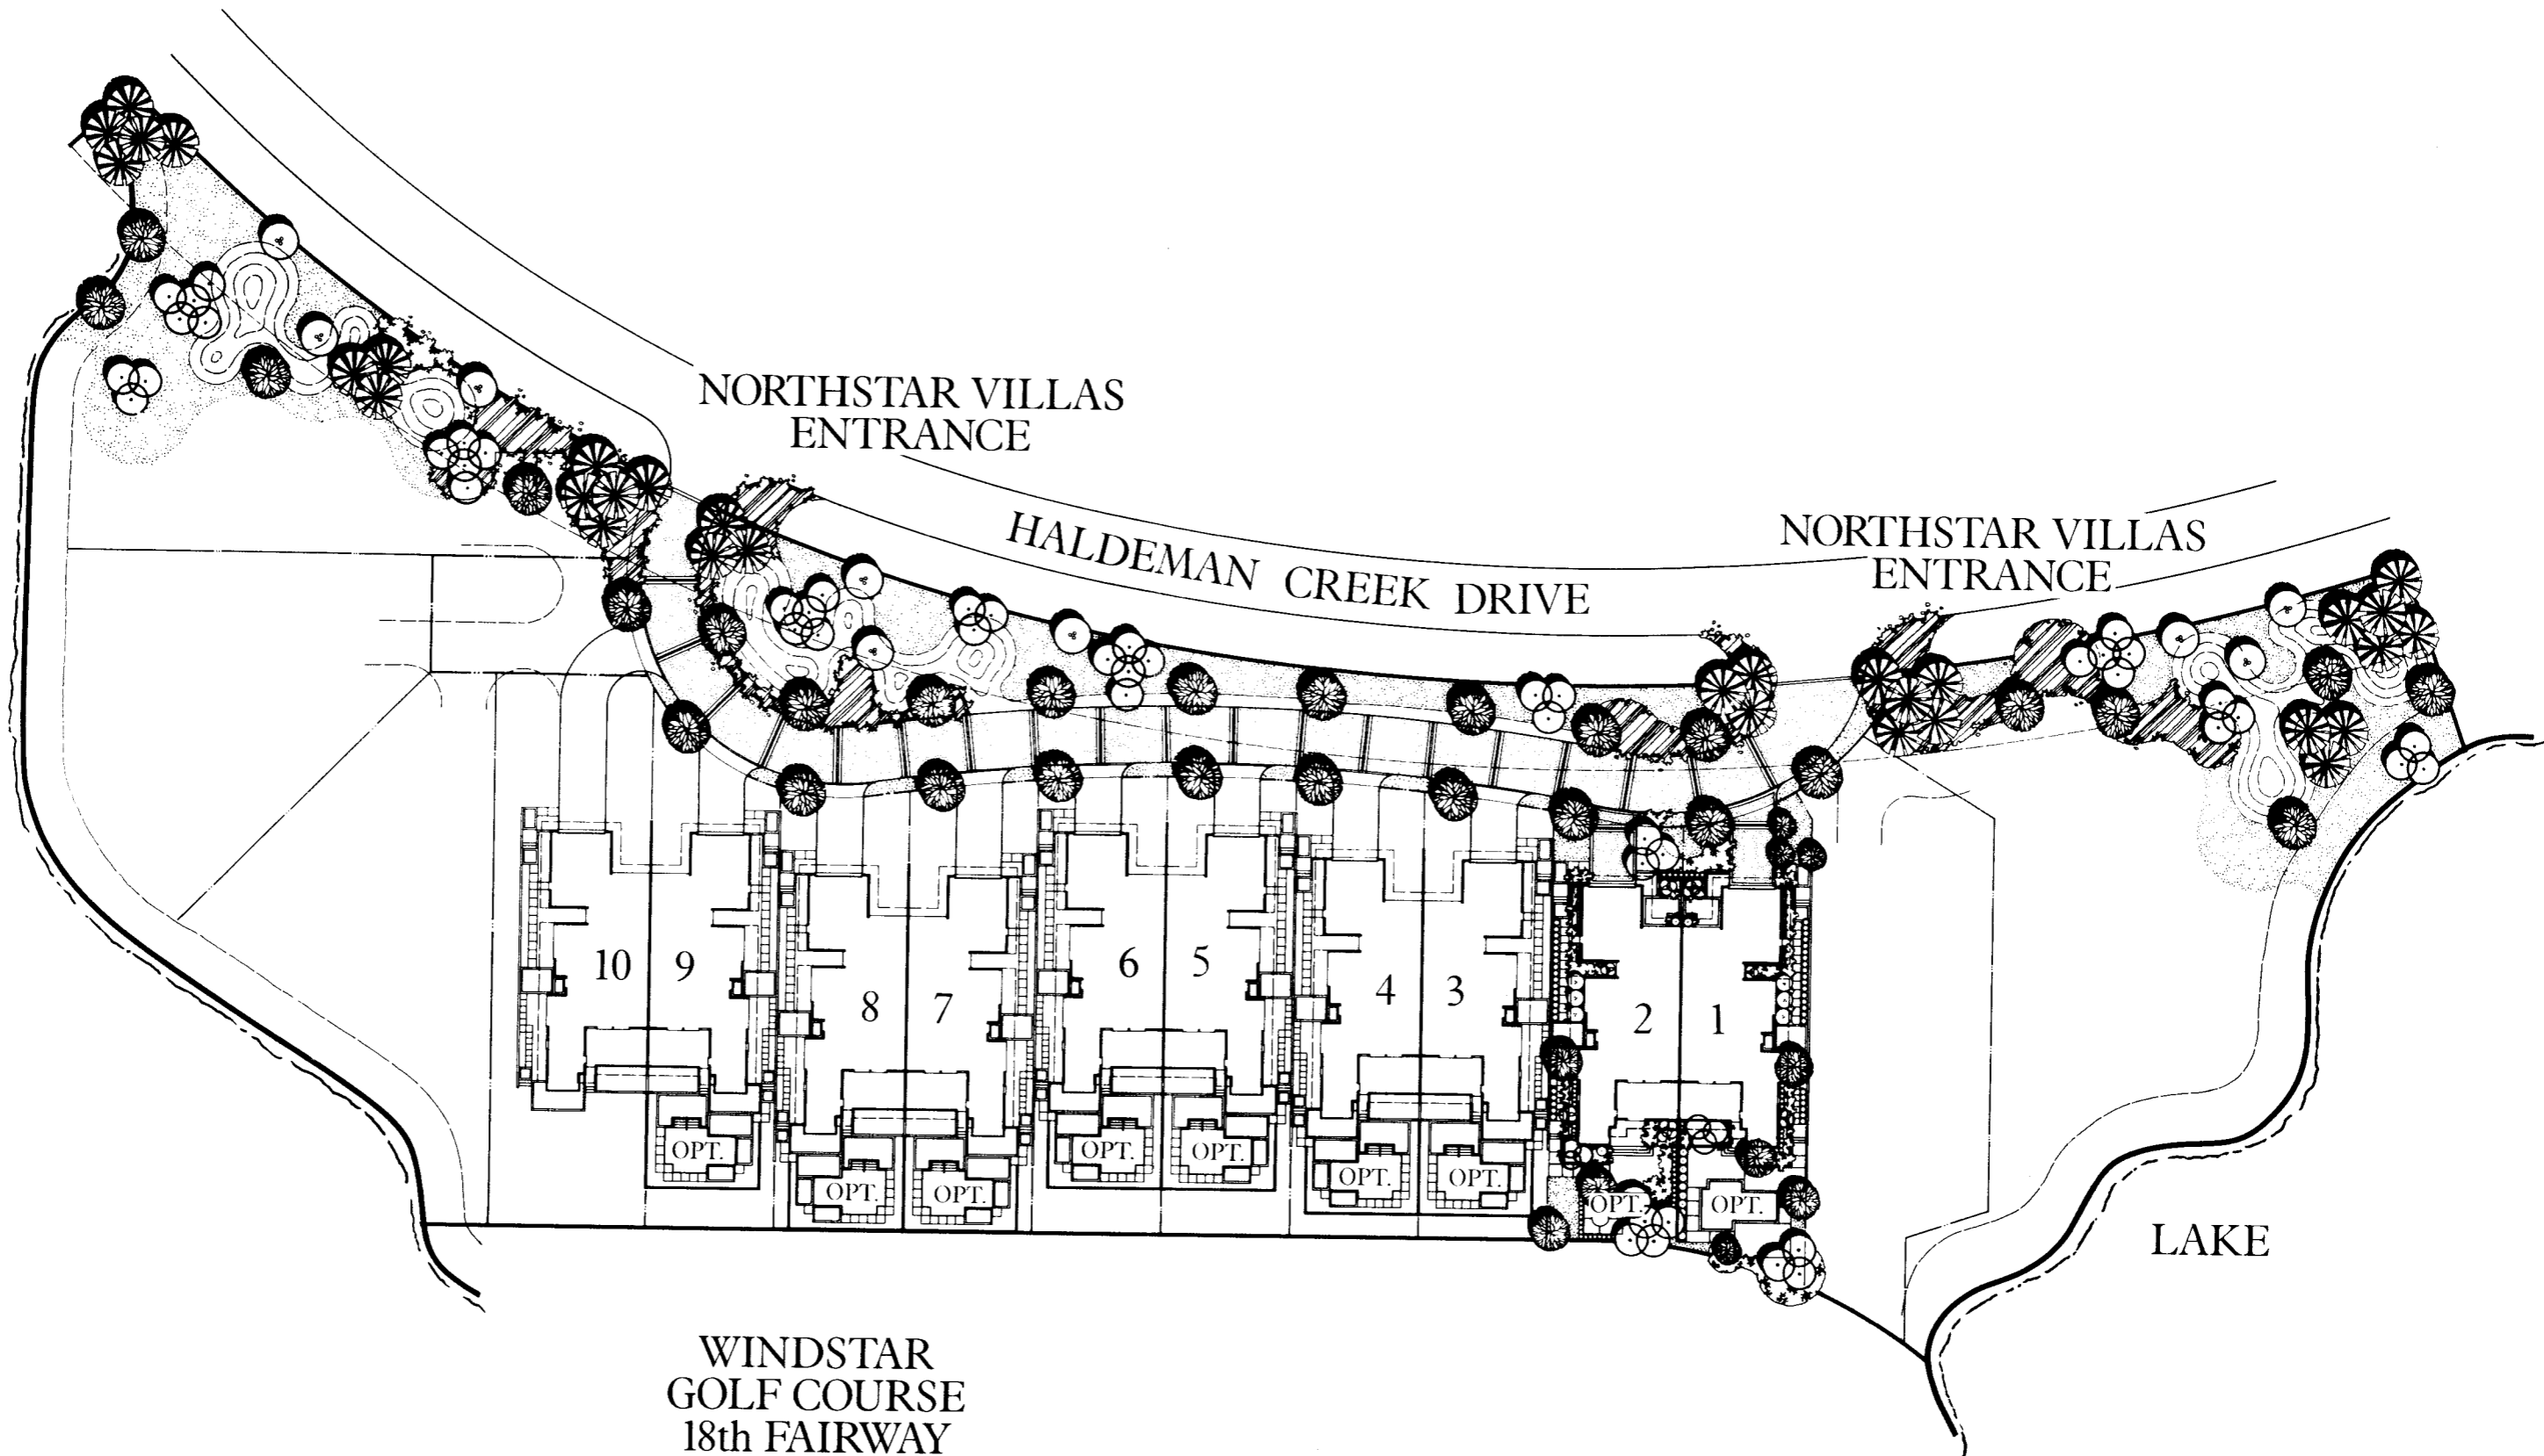 NORTHSTAR VILLAS
ENTRANCE
HALDEMAN CREEK DRIVE
NORTHSTAR VILLAS
ENTRANCE
10 9
8 7
6 5
4 3
2 1
OPT.
OPT.
OPT.
OPT.
OPT.
OPT.
OPT.
OPT.
OPT.
LAKE
WINDSTAR
GOLF COURSE
18th FAIRWAY